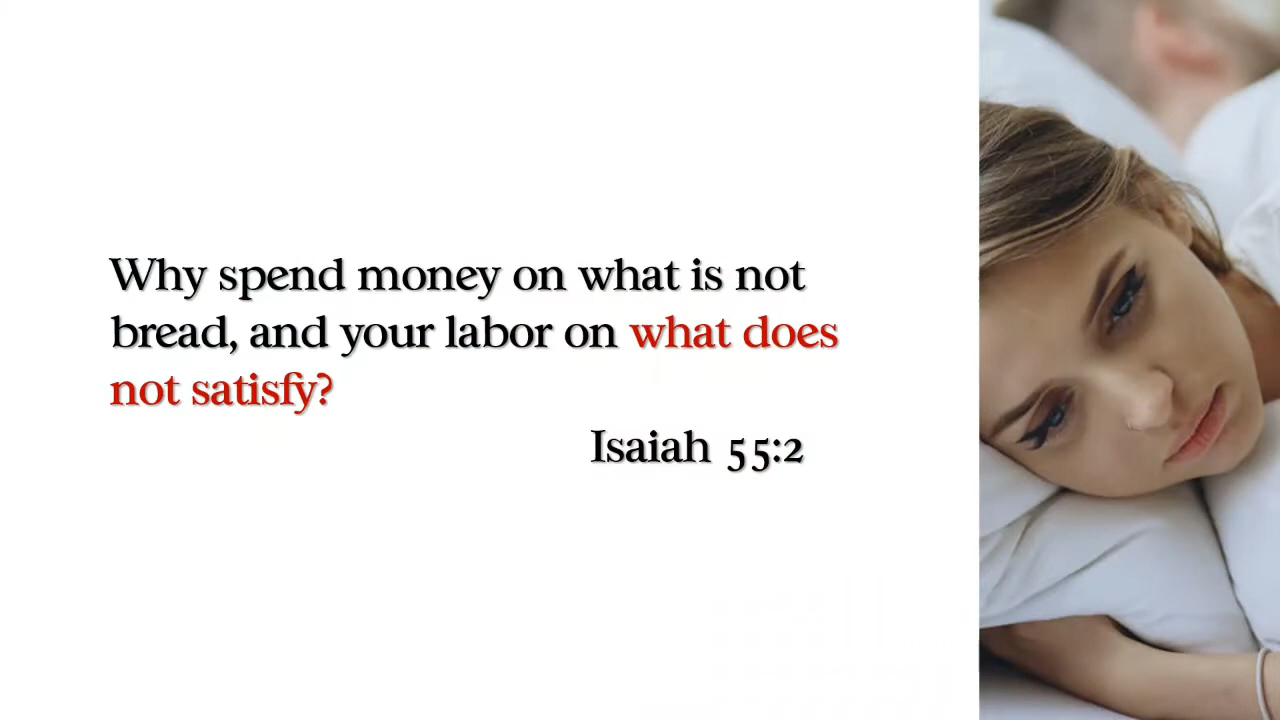 Why spend money on what is not
bread, and your labor on what does
not satisfy?
Isaiah 55:2